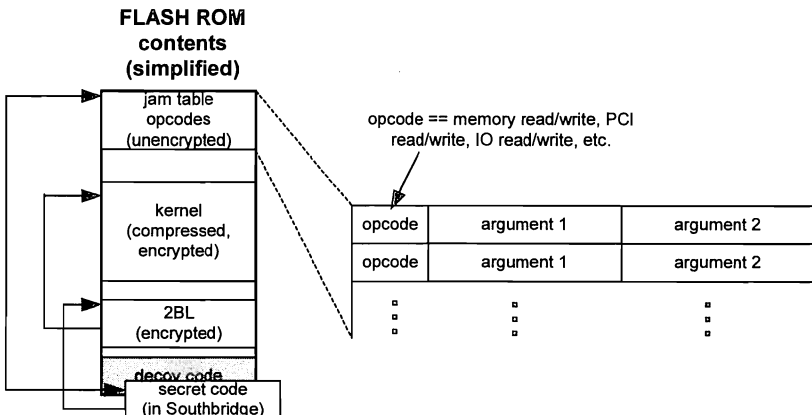 FLASH ROM
contents
(simplified)
jam table
opcodes
(unencrypted)
kernel
(compressed,
encrypted)
2BL
(encrypted)
decoy code
secret code
(in Southbridge)
opcode == memory read/write, PCI
read/write, IO read/write, etc.
opcode argument 1 argument 2
opcode argument 1 argument 2